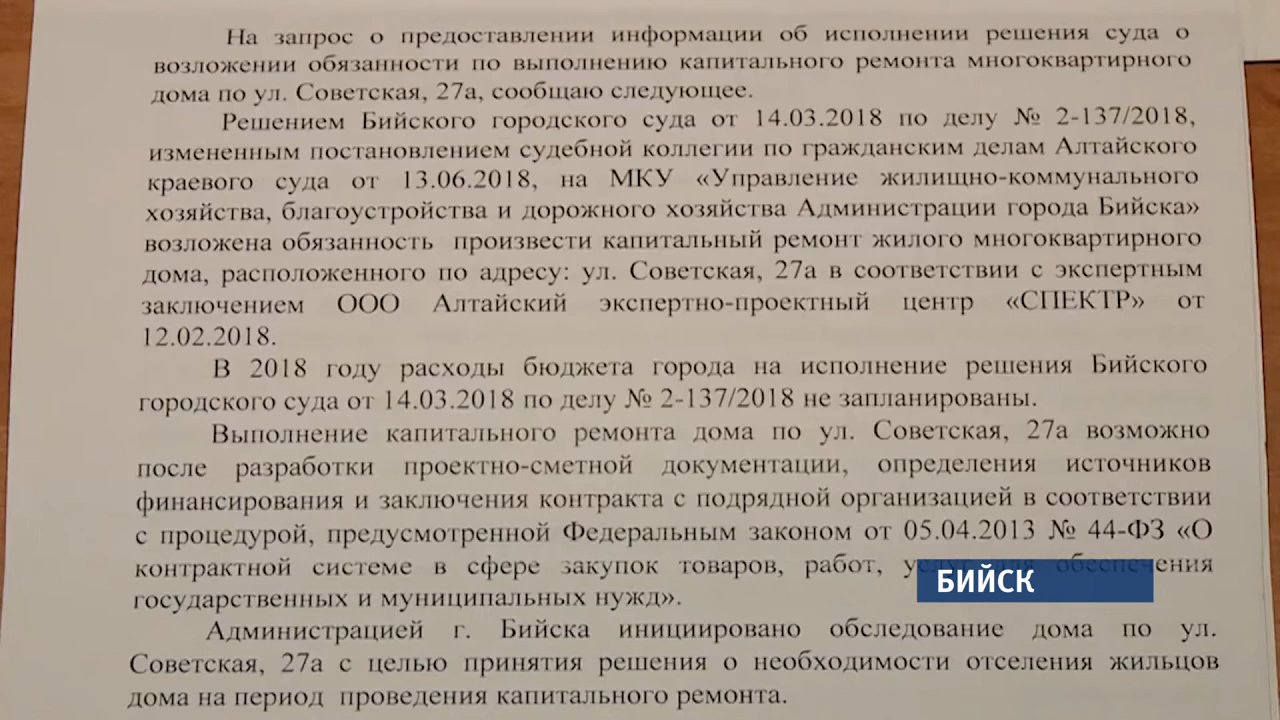 На запрос о предоставлении информации об исполнении решения суда о
возложении обязанности по выполнению капитального ремонта многоквартирного
дома по ул. Советская, 27а, сообщаю следующее.
Решением Бийского городского суда от 14.03.2018 по делу № 2-137/2018,
измененным постановлением судебной коллегии по гражданским делам Алтайского
краевого суда от 13.06.2018, на МКУ «Управление жилищно-коммунального
хозяйства, благоустройства и дорожного хозяйства Администрации города Бийска»
возложена обязанность произвести капитальный ремонт жилого многоквартирного
дома, расположенного по адресу: ул. Советская, 27а в соответствии с экспертным
заключением ООО Алтайский экспертно-проектный центр «СПЕКТР» от
12.02.2018.
В 2018 году расходы бюджета города на исполнение решения Бийского
городского суда от 14.03.2018 по делу № 2-137/2018 не запланированы.
Выполнение капитального ремонта дома по ул. Советская, 27а возможно
после разработки проектно-сметной документации, определения источников
финансирования и заключения контракта с подрядной организацией в соответствии
с процедурой, предусмотренной Федеральным законом от 05.04.2013 № 44-ФЗ «О
контрактной системе в сфере закупок товаров, работ, услуг для обеспечения
государственных и муниципальных нужд».
Администрацией г. Бийска инициировано обследование дома по ул.
Советская, 27а с целью принятия решения о необходимости отселения жильцов
дома на период проведения капитального ремонта.
БИЙСК